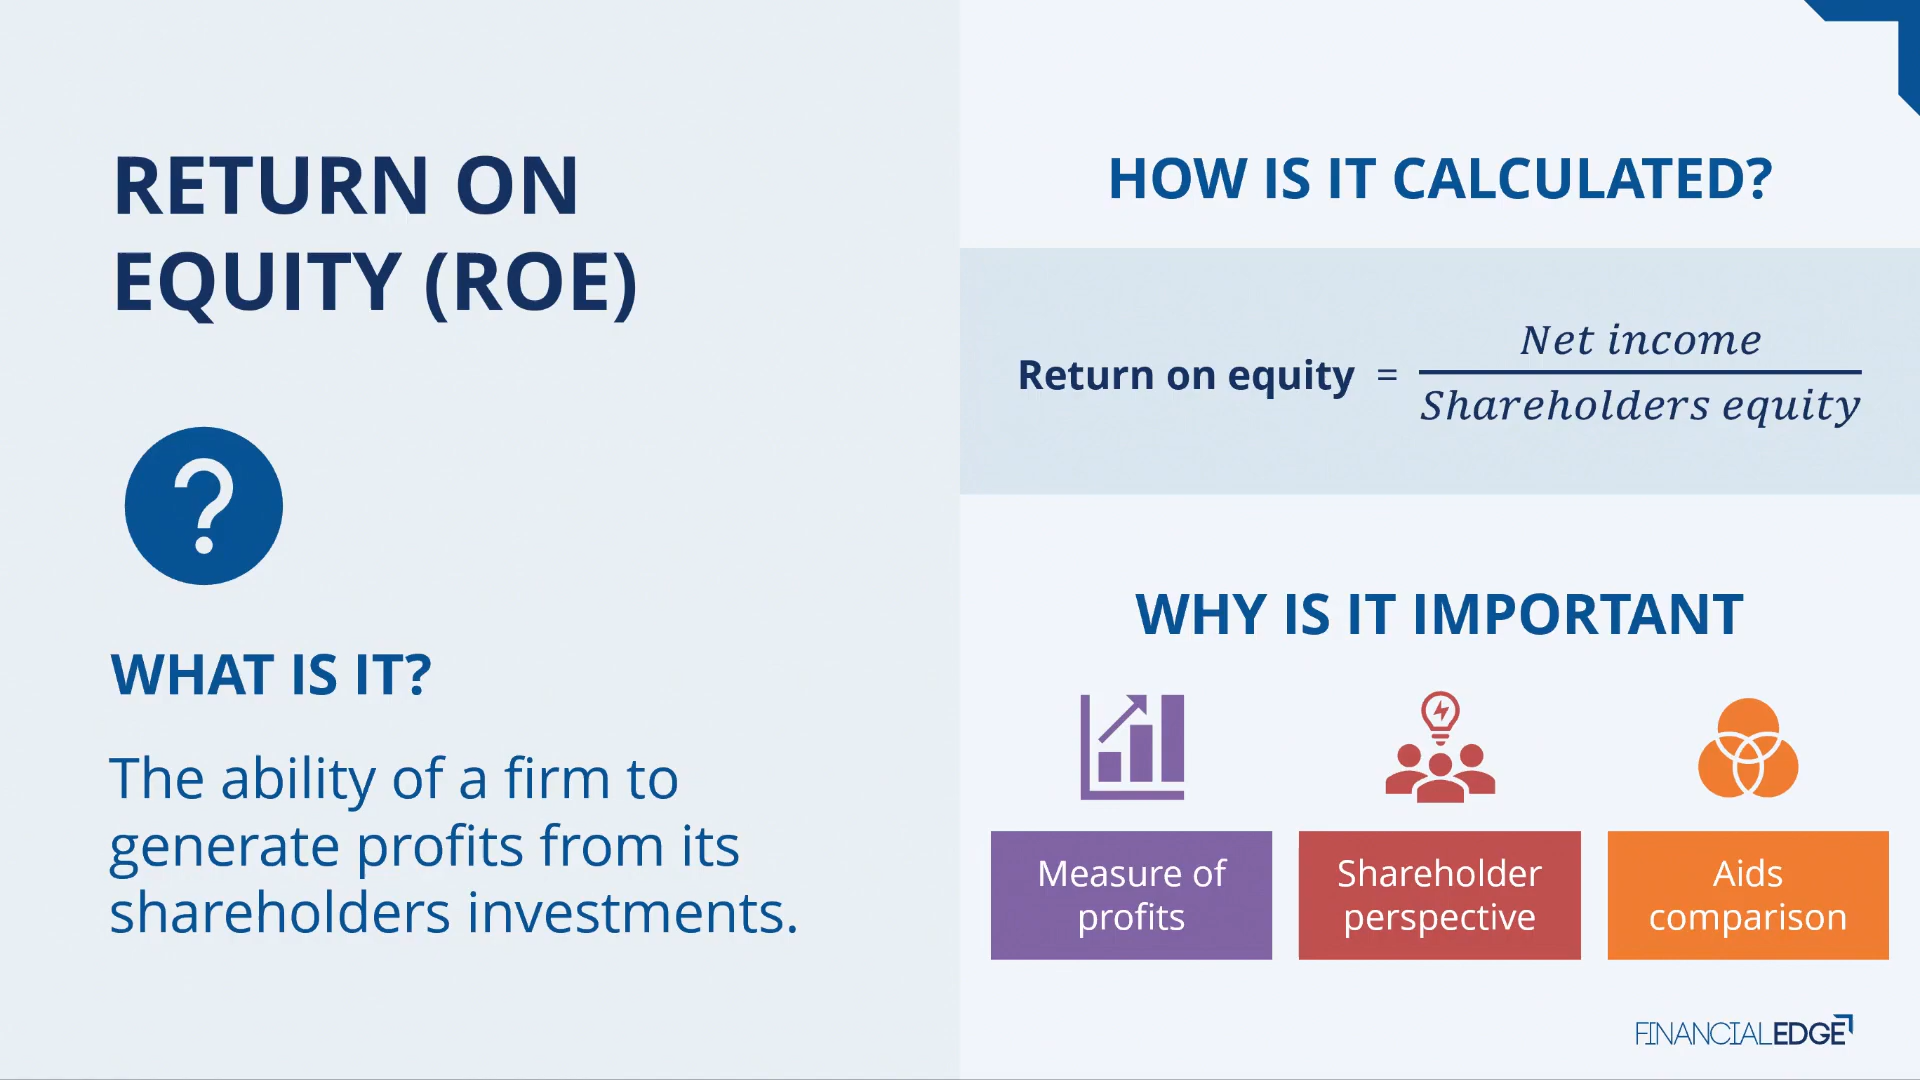 RETURN ON
EQUITY (ROE)
?
WHAT IS IT?
The ability of a firm to
generate profits from its
shareholders investments.
HOW IS IT CALCULATED?
Return on equity = Net income / Shareholders equity
WHY IS IT IMPORTANT
Measure of
profits
Shareholder
perspective
Aids
comparison
FINANCIALEDGE